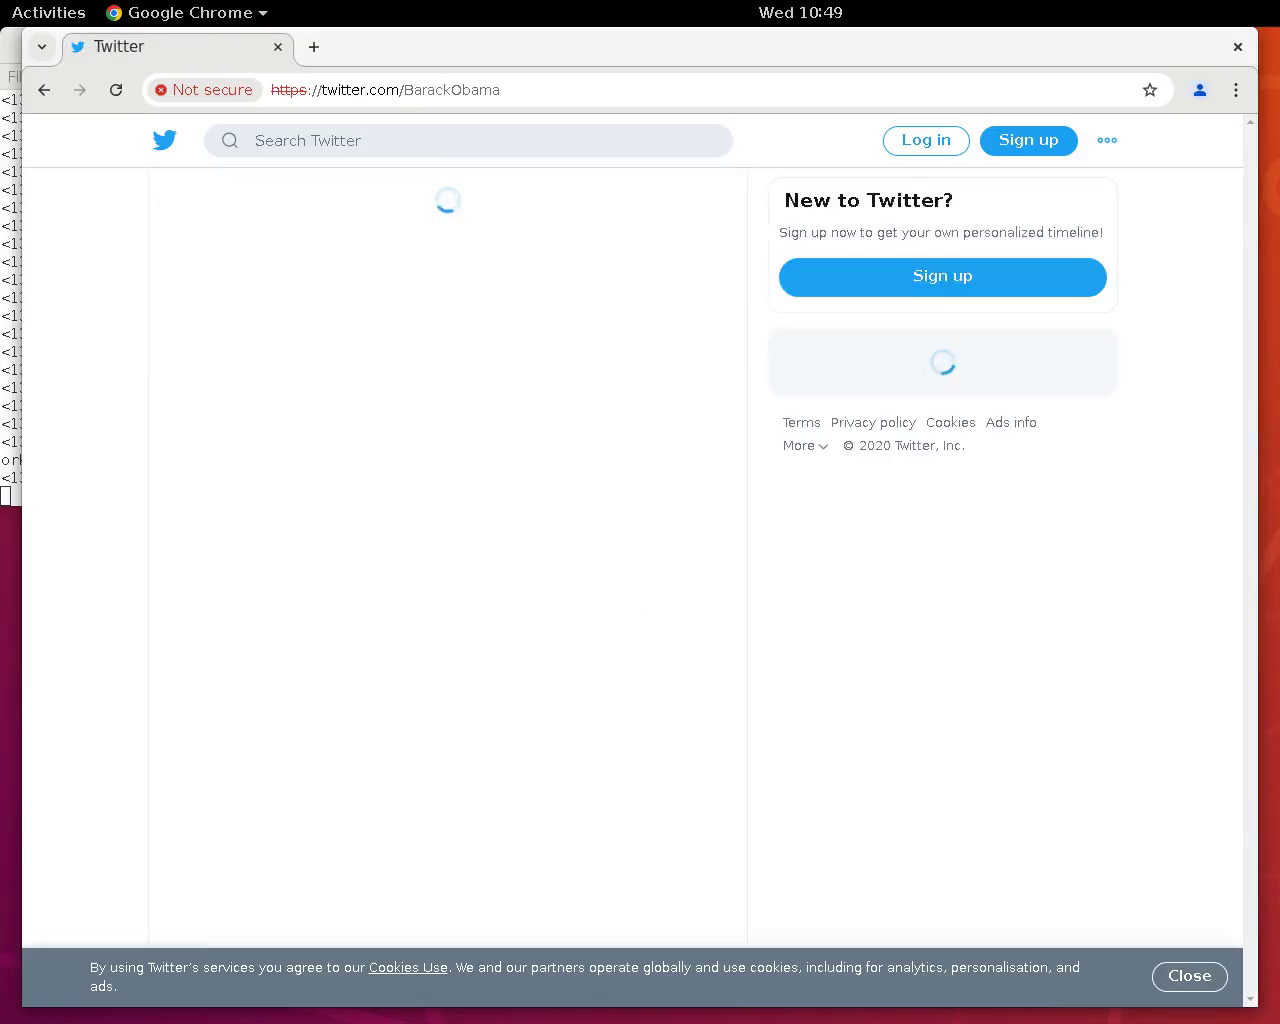 Activities
Google Chrome
Wed 10:49
Twitter
Not secure
https://twitter.com/BarackObama
Search Twitter
Log in
Sign up
New to Twitter?
Sign up now to get your own personalized timeline!
Sign up
Terms Privacy policy Cookies Ads info
More © 2020 Twitter, Inc.
By using Twitter's services you agree to our Cookies Use. We and our partners operate globally and use cookies, including for analytics, personalisation, and
ads.
Close